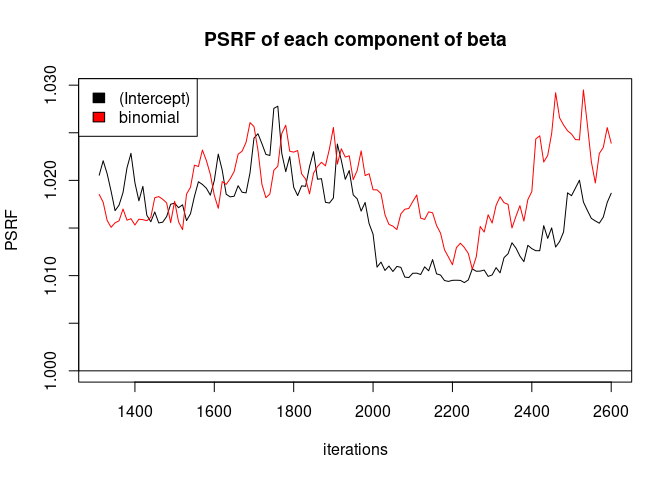 PSRF of each component of beta
(Intercept)
binomial
PSRF
1.030
1.020
1.010
1.000
1400 1600 1800 2000 2200 2400 2600
iterations